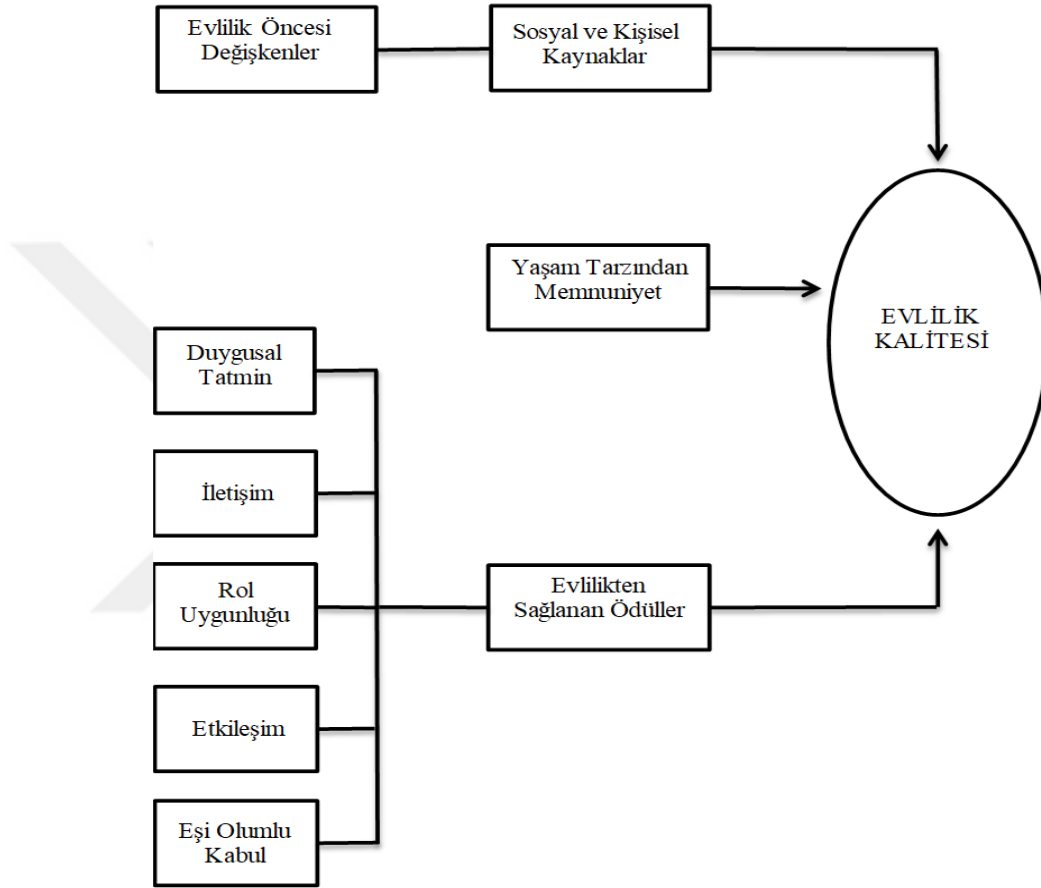 Evlilik Öncesi
Değişkenler
Sosyal ve Kişisel
Kaynaklar
Yaşam Tarzından
Memnuniyet
EVLİLİK
KALİTESİ
Duygusal
Tatmin
İletişim
Rol
Uygunluğu
Evlilikten
Sağlanan Ödüller
Etkileşim
Eşi Olumlu
Kabul